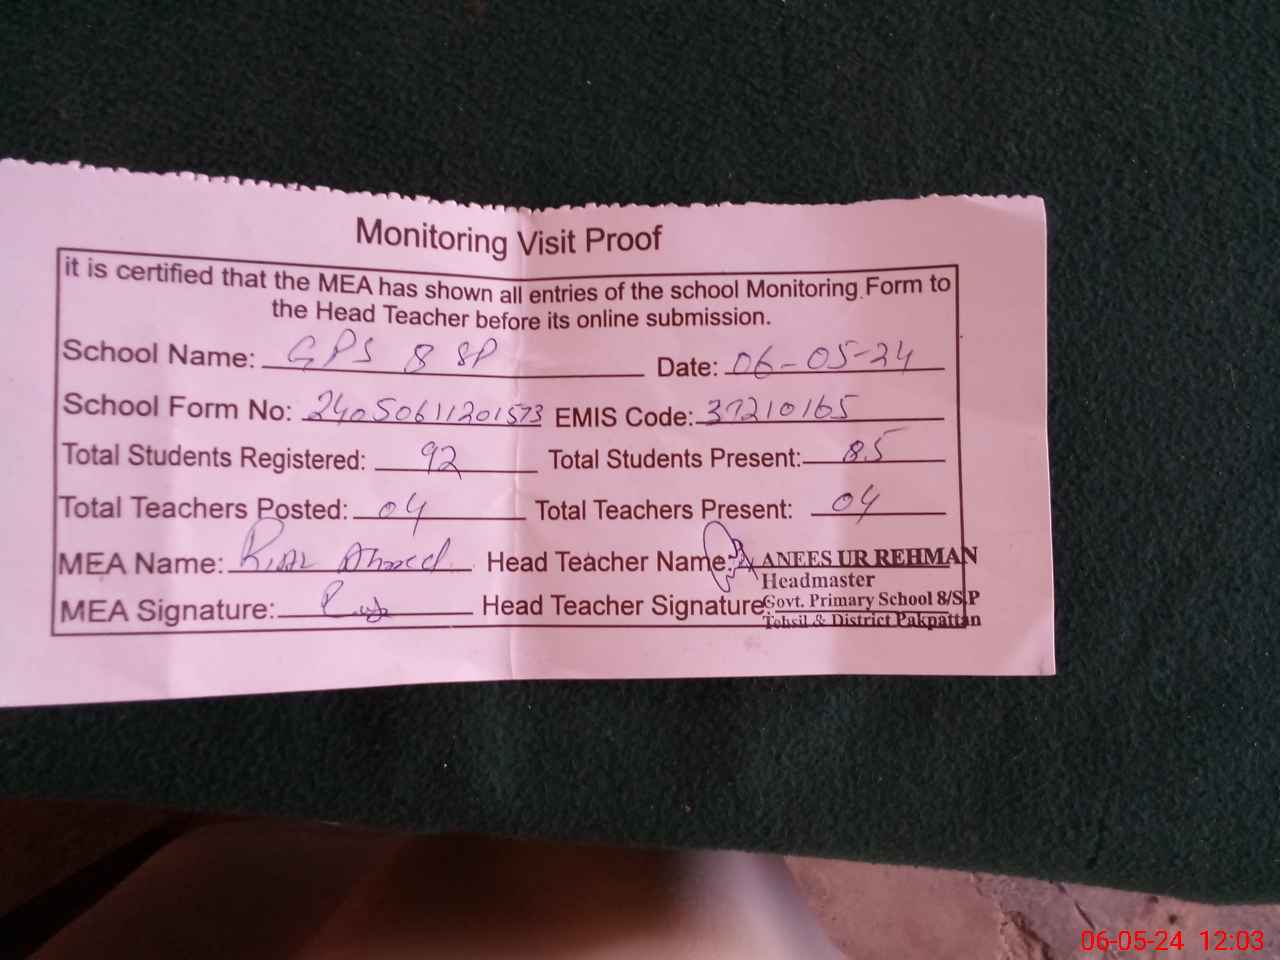 Monitoring Visit Proof
it is certified that the MEA has shown all entries of the school Monitoring Form to
the Head Teacher before its online submission.
School Name: GPS 8 SP Date: 06-05-24
School Form No: 24050611201573 EMIS Code: 37210165
Total Students Registered: 92 Total Students Present: 85
Total Teachers Posted: 04 Total Teachers Present: 04
MEA Name: Riaz Ahmed Head Teacher Name: ANEES UR REHMAN
Headmaster
MEA Signature: Head Teacher Signature: Govt. Primary School 8/S.P
Tehsil & District Pakpattan
06-05-24 12:03